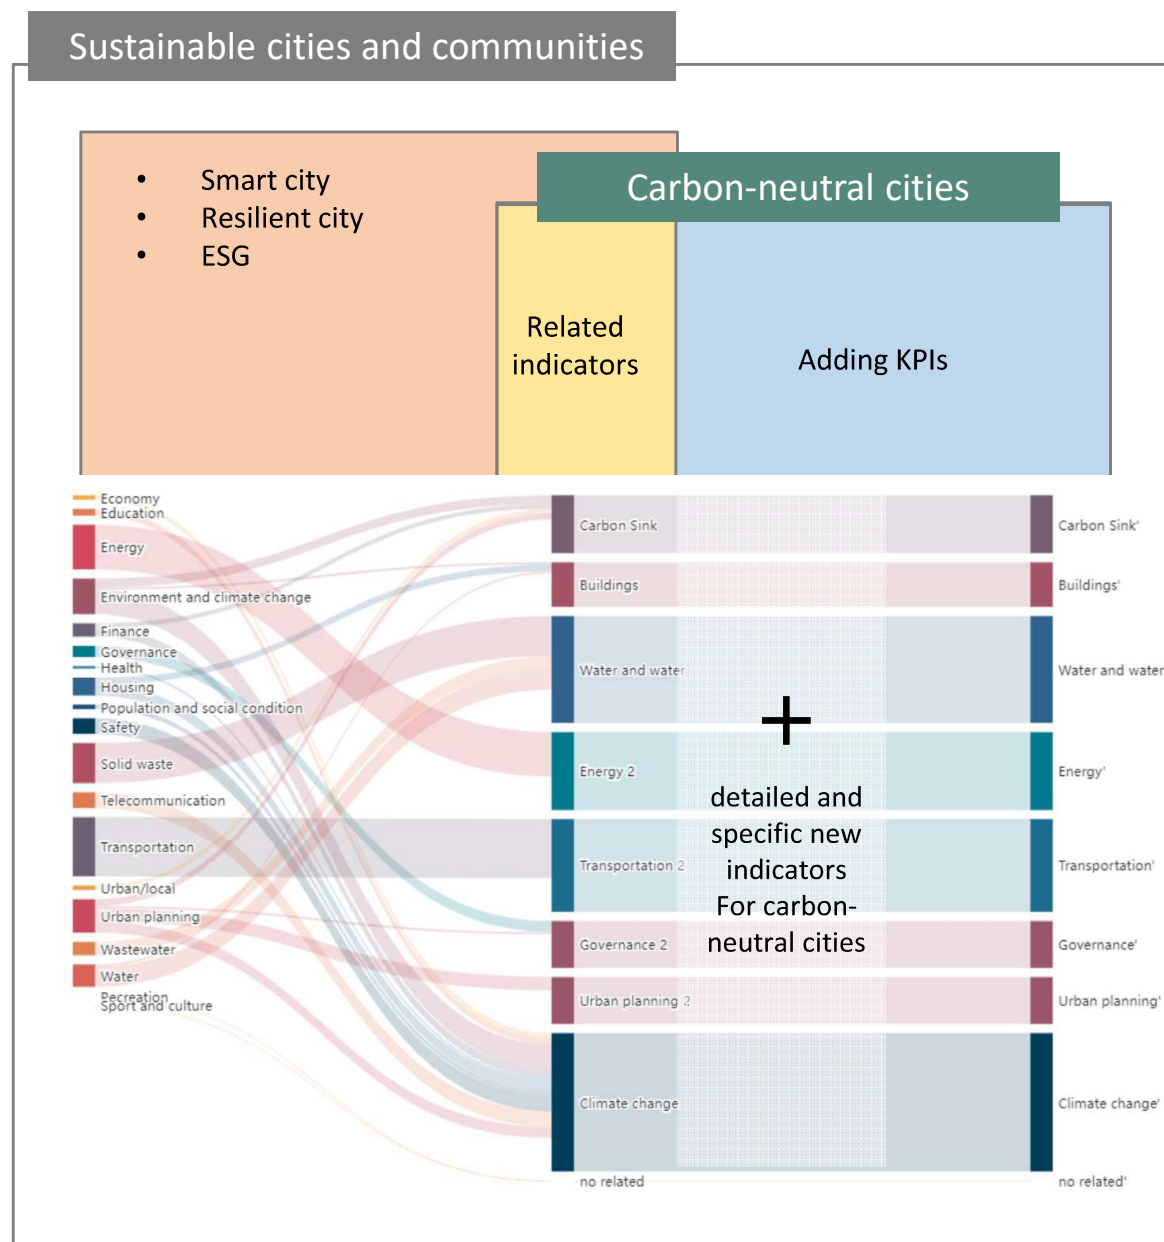 Sustainable cities and communities
• Smart city
• Resilient city
• ESG
Carbon-neutral cities
Related
indicators
Adding KPIs
Economy
Education
Energy
Environment and climate change
Finance
Governance
Health
Housing
Population and social condition
Safety
Solid waste
Telecommunication
Transportation
Urban/local
Urban planning
Wastewater
Water
Recreation
Sport and culture
Carbon Sink
Buildings
Water and water
Energy 2
Transportation 2
Governance 2
Urban planning 2
Climate change
no related
+
detailed and
specific new
indicators
For carbon-
neutral cities
Carbon Sink'
Buildings'
Water and water
Energy'
Transportation'
Governance'
Urban planning'
Climate change'
no related'